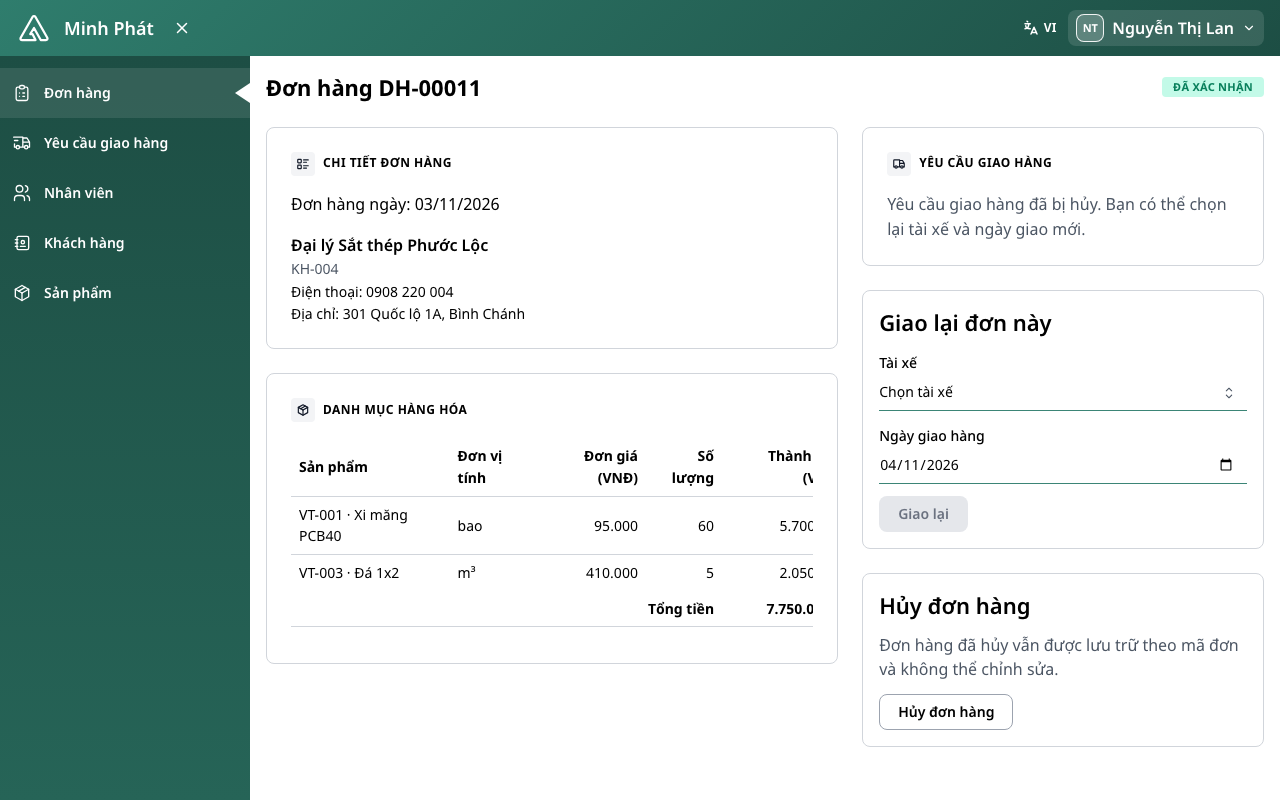 Minh Phát
VI
NT
Nguyễn Thị Lan
Đơn hàng
Yêu cầu giao hàng
Nhân viên
Khách hàng
Sản phẩm
Đơn hàng DH-00011
ĐÃ XÁC NHẬN
CHI TIẾT ĐƠN HÀNG
Đơn hàng ngày: 03/11/2026
Đại lý Sắt thép Phước Lộc
KH-004
Điện thoại: 0908 220 004
Địa chỉ: 301 Quốc lộ 1A, Bình Chánh
DANH MỤC HÀNG HÓA
Sản phẩm Đơn vị tính Đơn giá (VNĐ) Số lượng Thành (V
VT-001 · Xi măng PCB40 bao 95.000 60 5.700
VT-003 · Đá 1x2 m³ 410.000 5 2.050
Tổng tiền 7.750.0
YÊU CẦU GIAO HÀNG
Yêu cầu giao hàng đã bị hủy. Bạn có thể chọn
lại tài xế và ngày giao mới.
Giao lại đơn này
Tài xế
Chọn tài xế
Ngày giao hàng
04/11/2026
Giao lại
Hủy đơn hàng
Đơn hàng đã hủy vẫn được lưu trữ theo mã đơn
và không thể chỉnh sửa.
Hủy đơn hàng